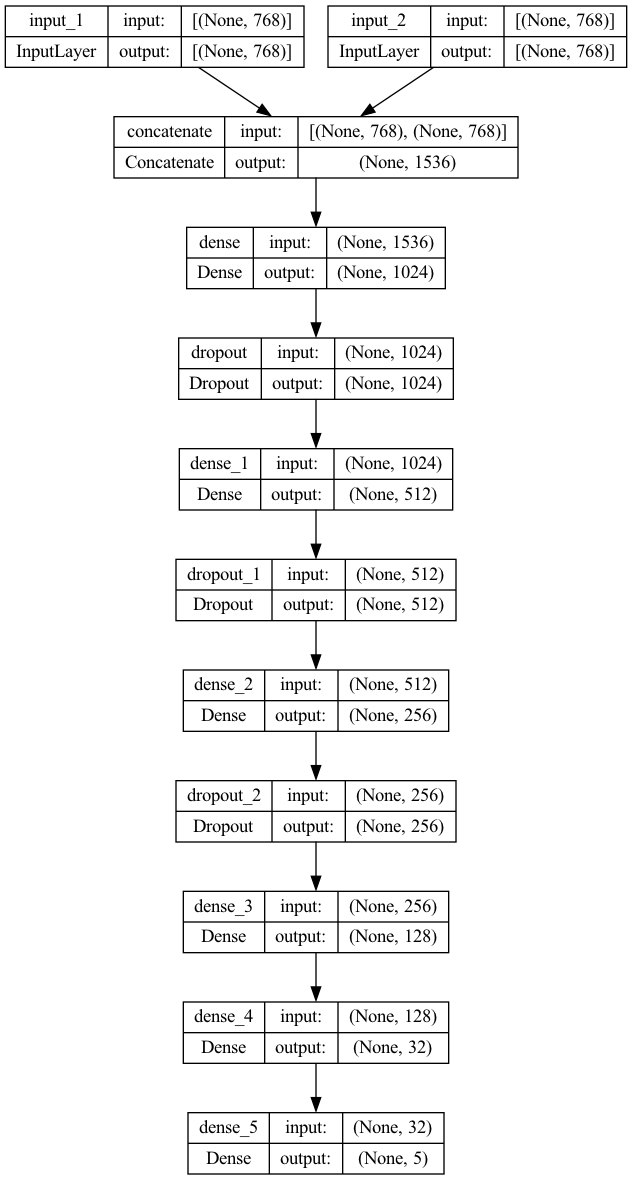 input_1 input: [(None, 768)]
InputLayer output: [(None, 768)]
input_2 input: [(None, 768)]
InputLayer output: [(None, 768)]
concatenate input: [(None, 768), (None, 768)]
Concatenate output: (None, 1536)
dense input: (None, 1536)
Dense output: (None, 1024)
dropout input: (None, 1024)
Dropout output: (None, 1024)
dense_1 input: (None, 1024)
Dense output: (None, 512)
dropout_1 input: (None, 512)
Dropout output: (None, 512)
dense_2 input: (None, 512)
Dense output: (None, 256)
dropout_2 input: (None, 256)
Dropout output: (None, 256)
dense_3 input: (None, 256)
Dense output: (None, 128)
dense_4 input: (None, 128)
Dense output: (None, 32)
dense_5 input: (None, 32)
Dense output: (None, 5)